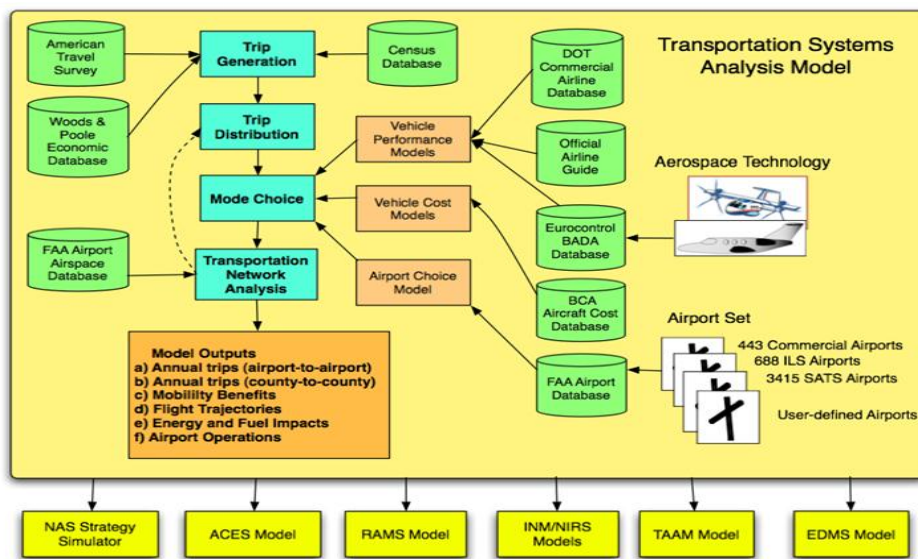 Transportation Systems
Analysis Model
American
Travel
Survey
Trip
Generation
Census
Database
DOT
Commercial
Airline
Database
Woods &
Poole
Economic
Database
Trip
Distribution
Vehicle
Performance
Models
Official
Airline
Guide
Aerospace Technology
Mode Choice
Vehicle Cost
Models
Eurocontrol
BADA
Database
FAA Airport
Airspace
Database
Transportation
Network
Analysis
Airport Choice
Model
BCA
Aircraft Cost
Database
Airport Set
443 Commercial Airports
688 ILS Airports
3415 SATS Airports
User-defined Airports
FAA Airport
Database
Model Outputs
a) Annual trips (airport-to-airport)
b) Annual trips (county-to-county)
c) Mobililty Benefits
d) Flight Trajectories
e) Energy and Fuel Impacts
f) Airport Operations
NAS Strategy
Simulator
ACES Model
RAMS Model
INM/NIRS
Models
TAAM Model
EDMS Model